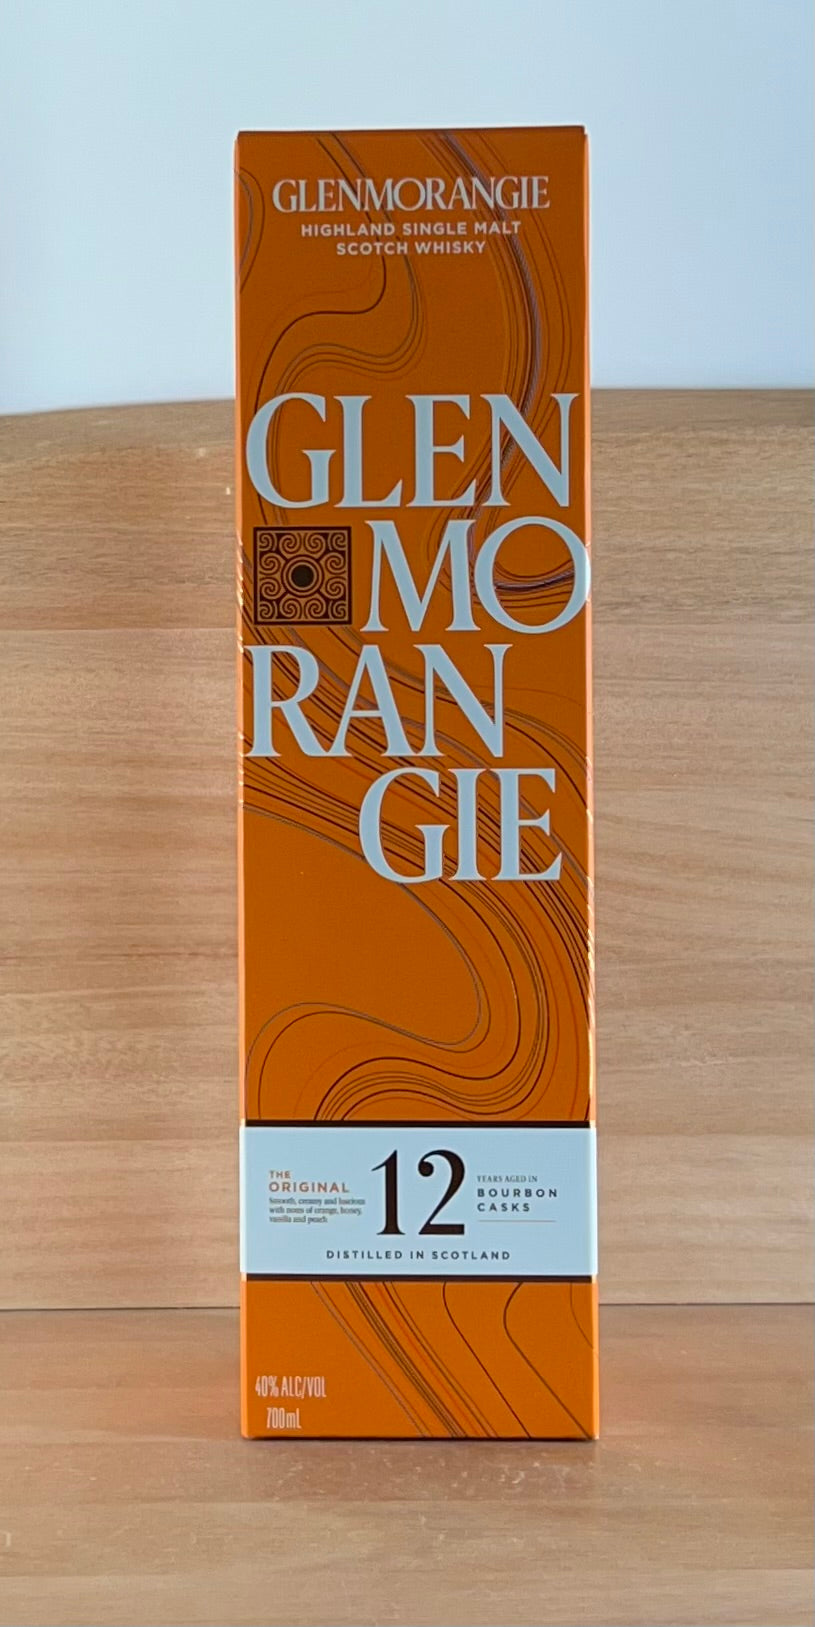 GLENMORANGIE
HIGHLAND SINGLE MALT
SCOTCH WHISKY
GLEN
MO
RAN
GIE
THE
ORIGINAL
Smooth, creamy and luscious
with notes of orange, honey,
vanilla and peach
12
YEARS AGED IN
BOURBON
CASKS
DISTILLED IN SCOTLAND
40% ALC/VOL
700mL